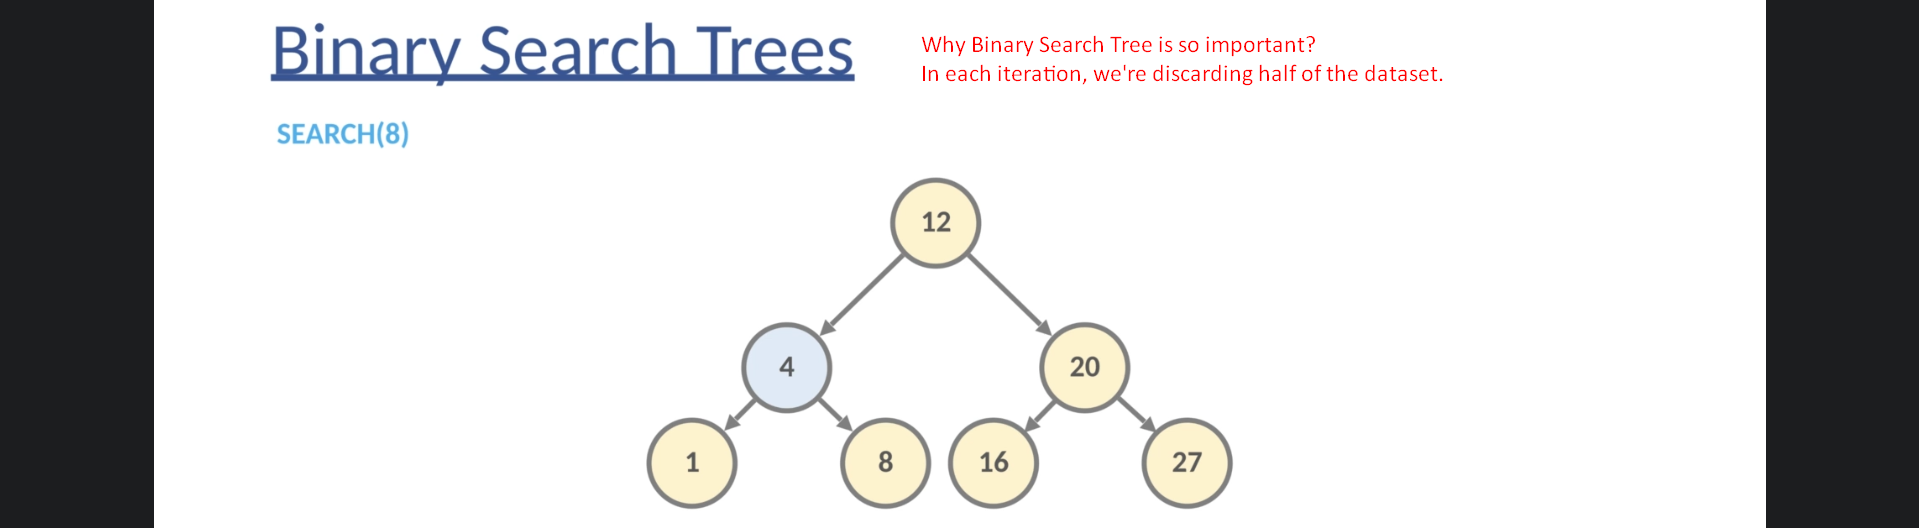 Binary Search Trees
Why Binary Search Tree is so important?
In each iteration, we're discarding half of the dataset.
SEARCH(8)
12
4
20
1
8
16
27